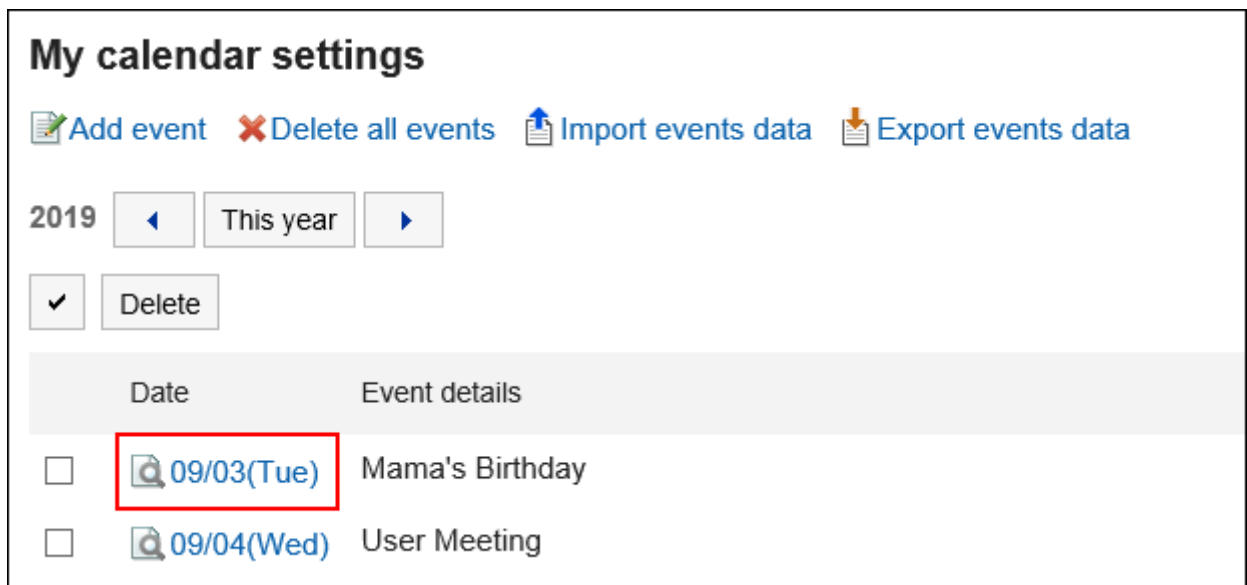 My calendar settings
Add event Delete all events Import events data Export events data
2019 This year
Delete
Date Event details
09/03(Tue) Mama's Birthday
09/04(Wed) User Meeting